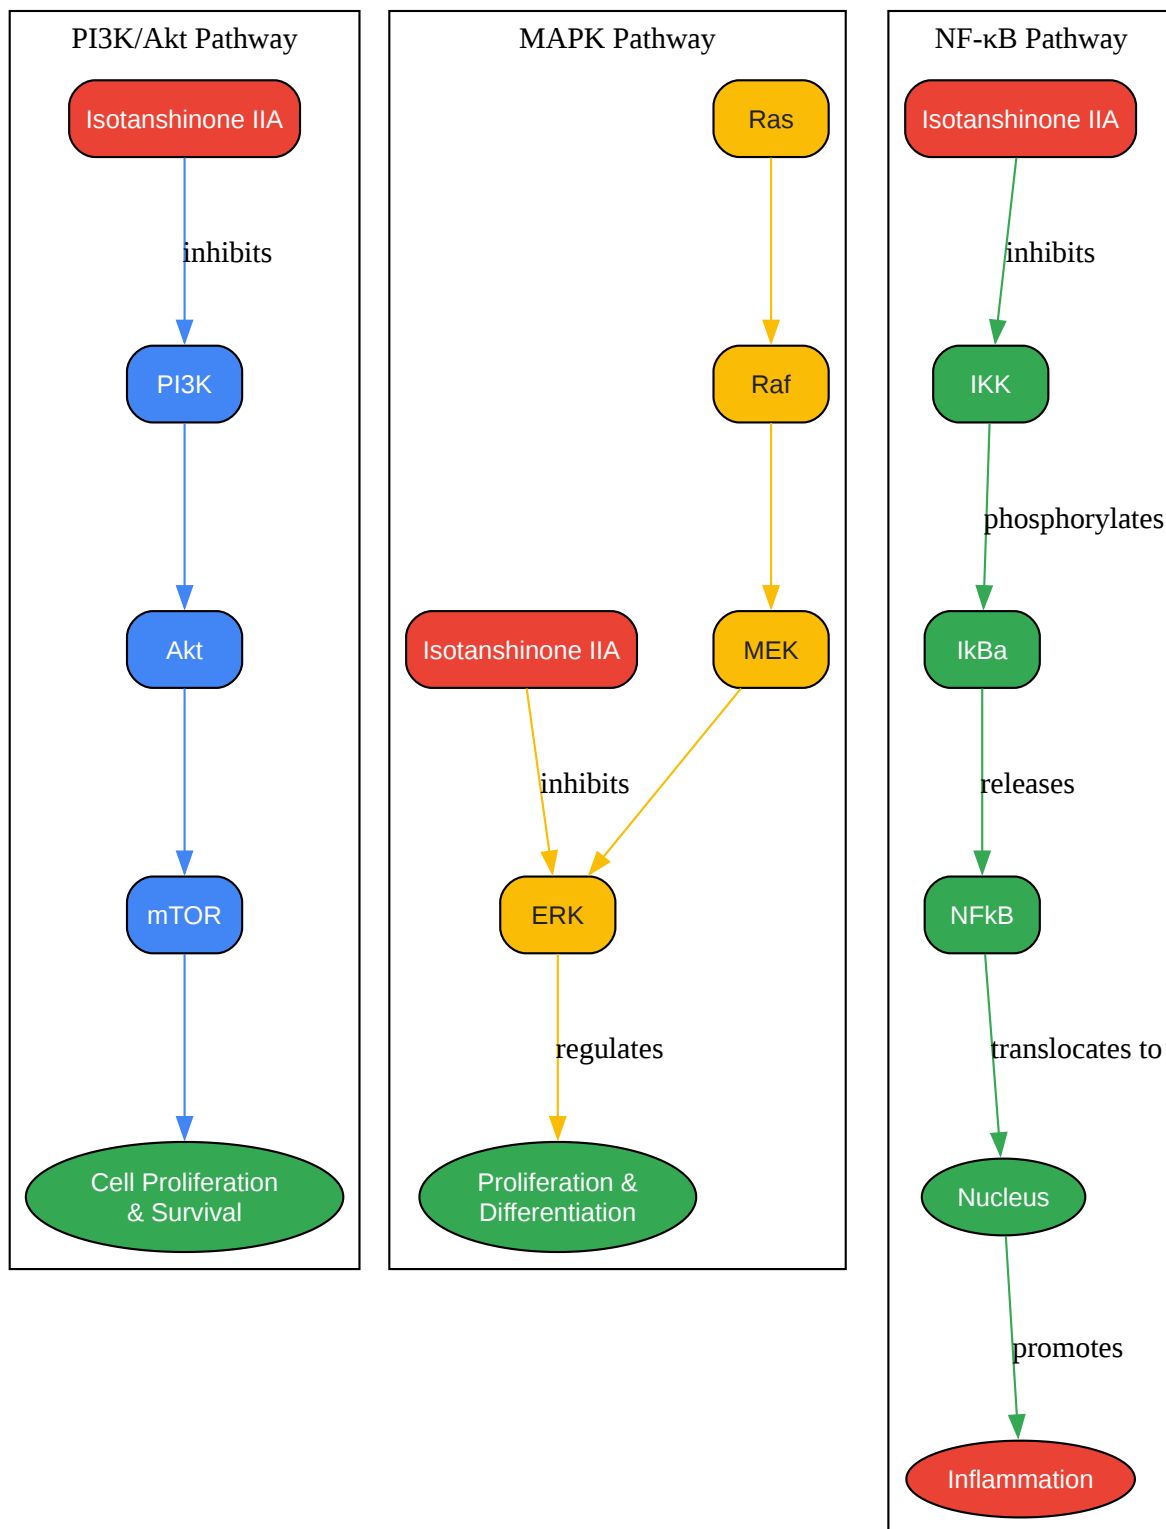 PI3K/Akt Pathway
Isotanshinone IIA
inhibits
PI3K
Akt
mTOR
Cell Proliferation
& Survival
MAPK Pathway
Ras
Raf
Isotanshinone IIA
MEK
inhibits
ERK
regulates
Proliferation &
Differentiation
NF-κB Pathway
Isotanshinone IIA
inhibits
IKK
phosphorylates
IkBa
releases
NFkB
translocates to
Nucleus
promotes
Inflammation